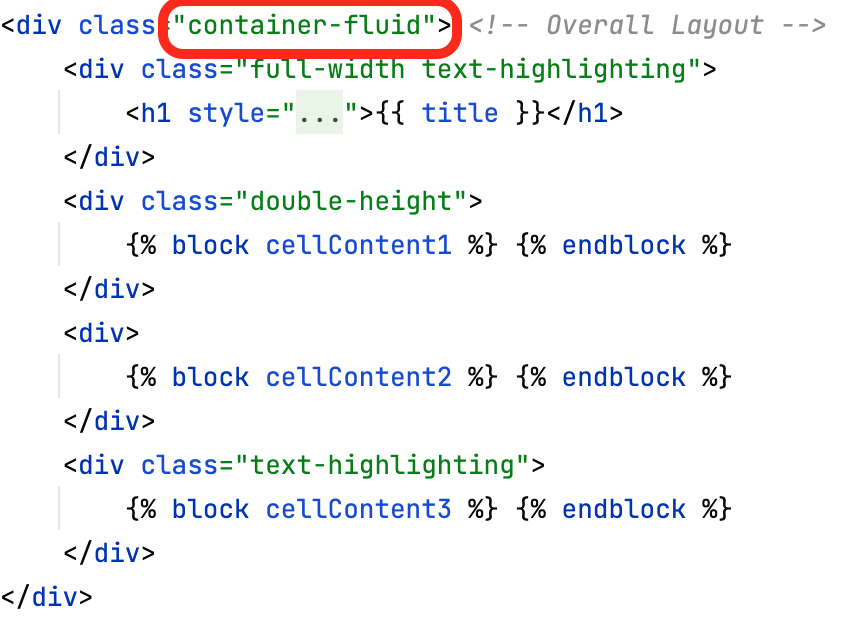 <div class="container-fluid"> <!-- Overall Layout -->
<div class="full-width text-highlighting">
<h1 style="...">{{ title }}</h1>
</div>
<div class="double-height">
{% block cellContent1 %} {% endblock %}
</div>
<div>
{% block cellContent2 %} {% endblock %}
</div>
<div class="text-highlighting">
{% block cellContent3 %} {% endblock %}
</div>
</div>